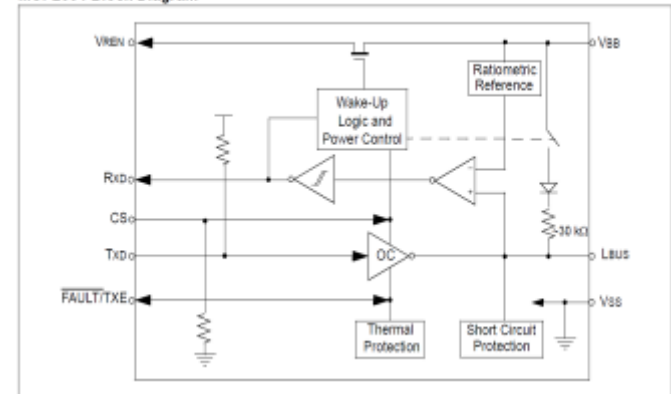 VREN
VBB
Ratiometric
Reference
Wake-Up
Logic and
Power Control
RXD
CS
~30 kΩ
TXD
OC
LBUS
FAULT/TXE
VSS
Thermal
Protection
Short Circuit
Protection